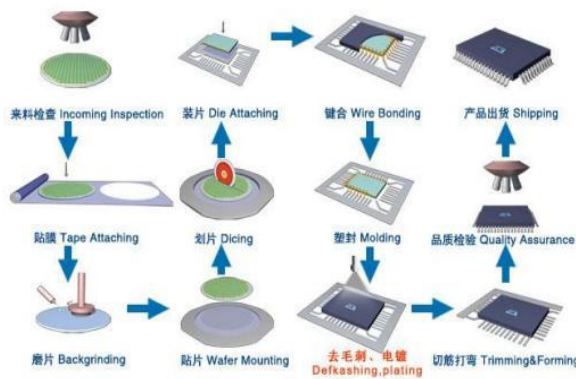 来料检查 Incoming Inspection
装片 Die Attaching
键合 Wire Bonding
产品出货 Shipping
贴膜 Tape Attaching
划片 Dicing
塑封 Molding
品质检验 Quality Assurance
磨片 Backgrinding
贴片 Wafer Mounting
去毛刺、电镀
Defkashing,plating
切筋打弯 Trimming&Forming